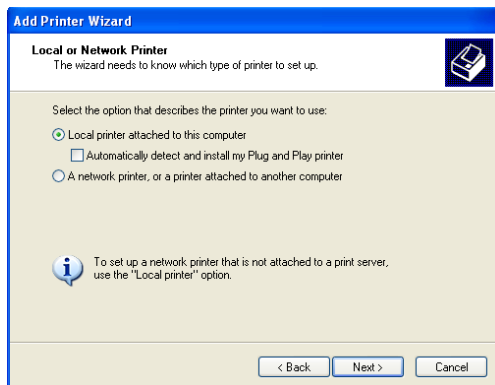 Add Printer Wizard
Local or Network Printer
The wizard needs to know which type of printer to set up.
Select the option that describes the printer you want to use:
Local printer attached to this computer
Automatically detect and install my Plug and Play printer
A network printer, or a printer attached to another computer
To set up a network printer that is not attached to a print server,
use the "Local printer" option.
< Back Next > Cancel